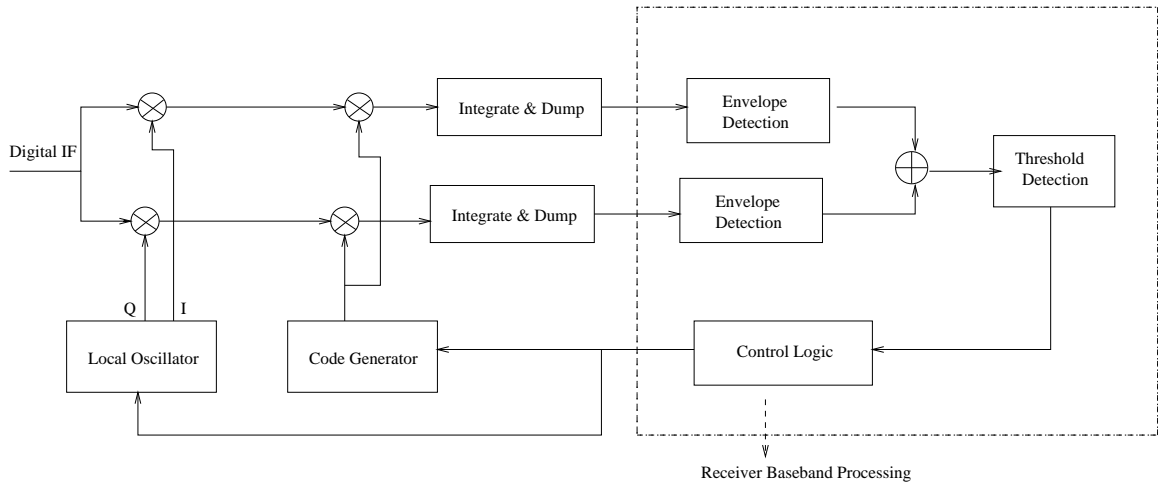 Digital IF
Integrate & Dump
Envelope
Detection
Threshold
Detection
Integrate & Dump
Envelope
Detection
Q
I
Local Oscillator
Code Generator
Control Logic
Receiver Baseband Processing